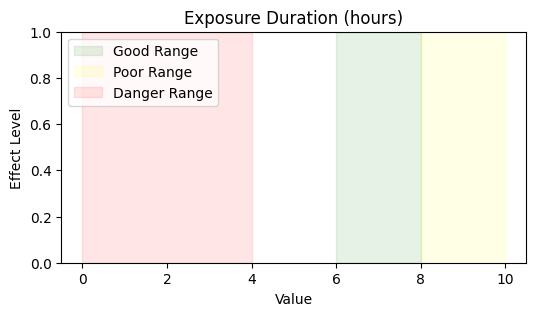 Exposure Duration (hours)
Good Range
Poor Range
Danger Range
Effect Level
1.0
0.8
0.6
0.4
0.2
0.0
0 2 4 6 8 10
Value